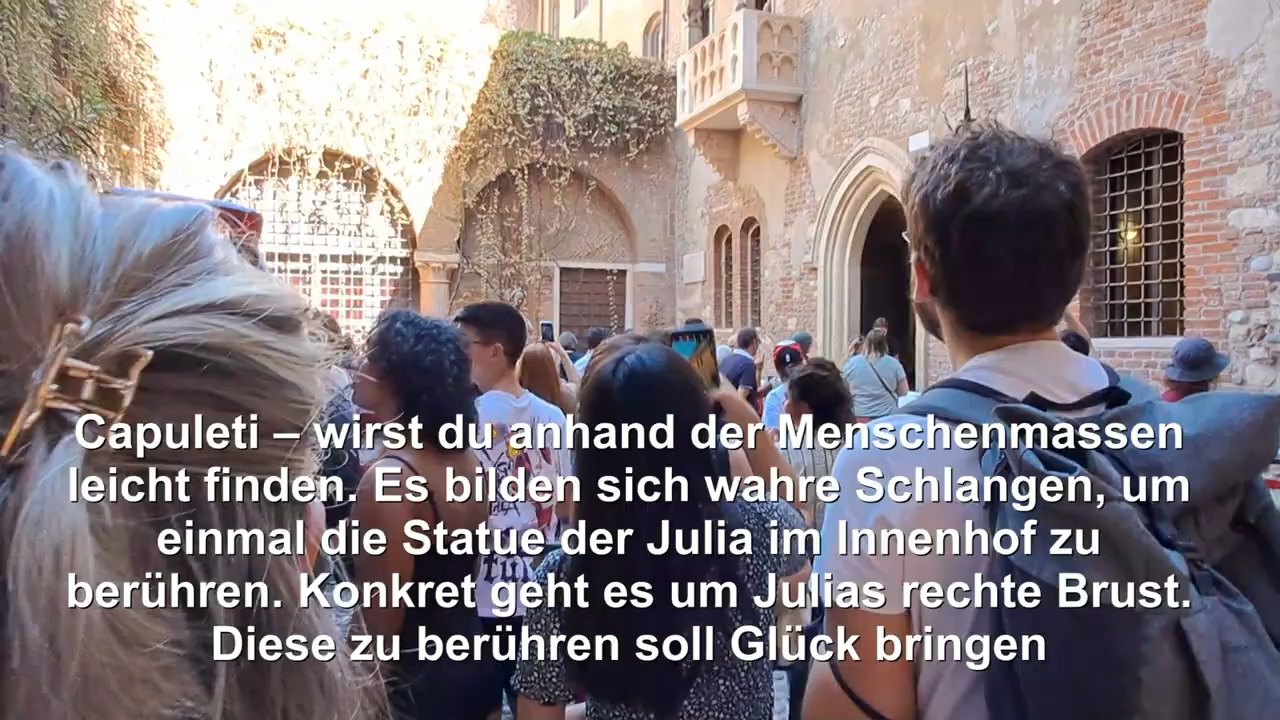 Capuleti – wirst du anhand der Menschenmassen
leicht finden. Es bilden sich wahre Schlangen, um
einmal die Statue der Julia im Innenhof zu
berühren. Konkret geht es um Julias rechte Brust.
Diese zu berühren soll Glück bringen